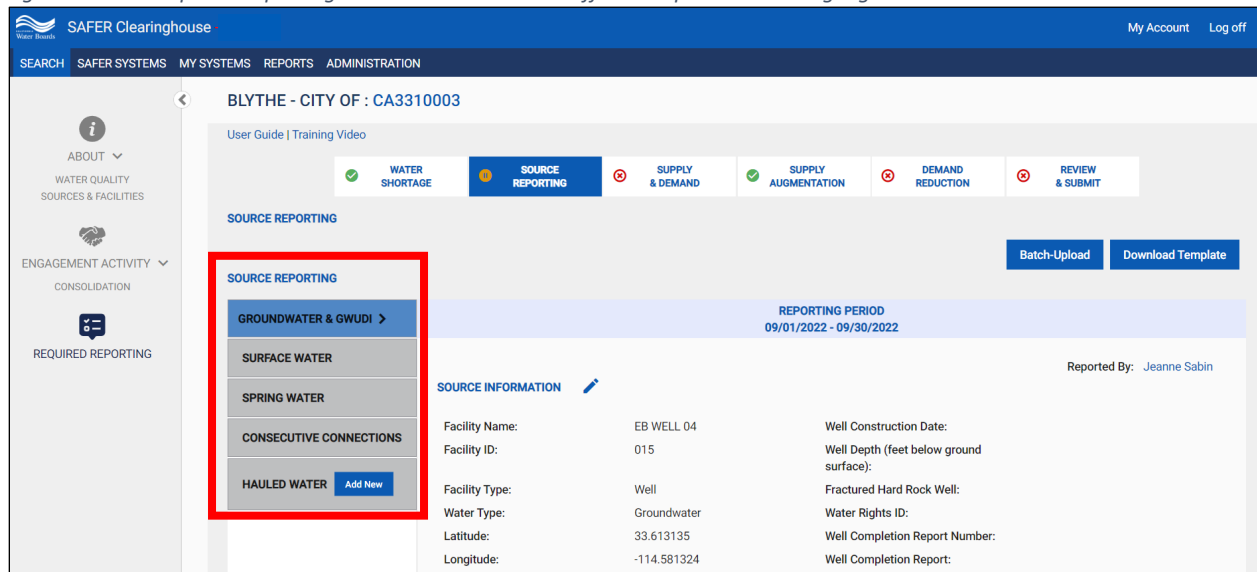 Water Boards
SAFER Clearinghouse
My Account Log off
SEARCH SAFER SYSTEMS MY SYSTEMS REPORTS ADMINISTRATION
BLYTHE - CITY OF : CA3310003
User Guide | Training Video
ABOUT
WATER QUALITY
SOURCES & FACILITIES
ENGAGEMENT ACTIVITY
CONSOLIDATION
REQUIRED REPORTING
WATER
SHORTAGE
SOURCE
REPORTING
SUPPLY
& DEMAND
SUPPLY
AUGMENTATION
DEMAND
REDUCTION
REVIEW
& SUBMIT
SOURCE REPORTING
Batch-Upload Download Template
SOURCE REPORTING
GROUNDWATER & GWUDI
SURFACE WATER
SPRING WATER
CONSECUTIVE CONNECTIONS
HAULED WATER Add New
REPORTING PERIOD
09/01/2022 - 09/30/2022
Reported By: Jeanne Sabin
SOURCE INFORMATION
Facility Name: EB WELL 04 Well Construction Date:
Facility ID: 015 Well Depth (feet below ground
surface):
Facility Type: Well Fractured Hard Rock Well:
Water Type: Groundwater Water Rights ID:
Latitude: 33.613135 Well Completion Report Number:
Longitude: -114.581324 Well Completion Report: